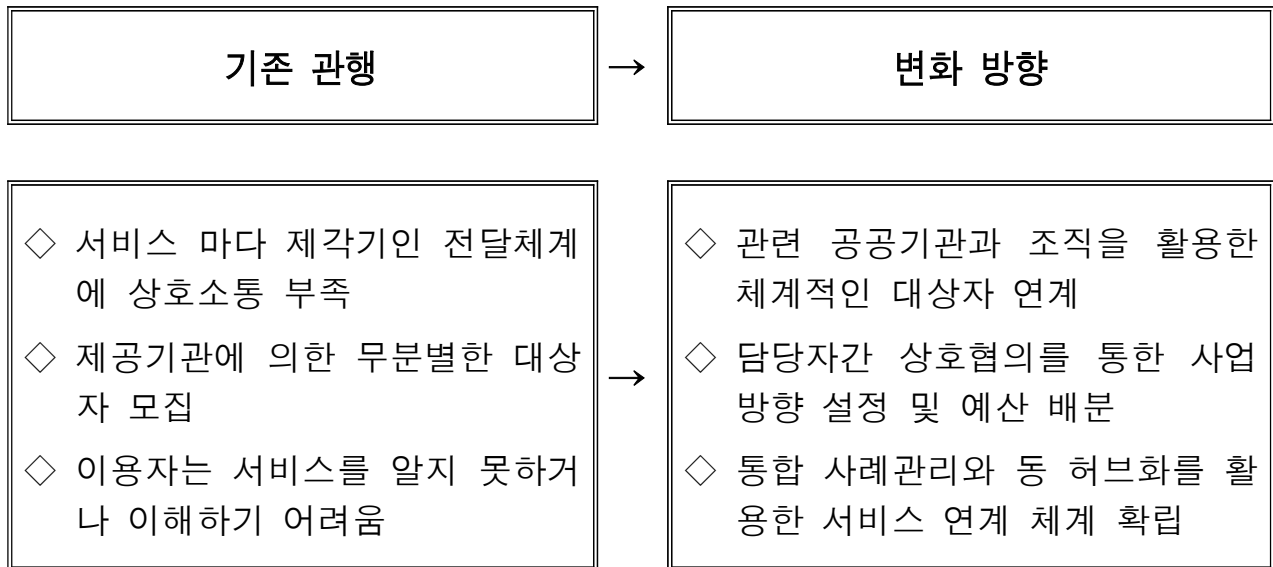 기존 관행
→
변화 방향
◇ 서비스 마다 제각기인 전달체계
에 상호소통 부족
◇ 제공기관에 의한 무분별한 대상
자 모집
◇ 이용자는 서비스를 알지 못하거
나 이해하기 어려움
→
◇ 관련 공공기관과 조직을 활용한
체계적인 대상자 연계
◇ 담당자간 상호협의를 통한 사업
방향 설정 및 예산 배분
◇ 통합 사례관리와 동 허브화를 활
용한 서비스 연계 체계 확립